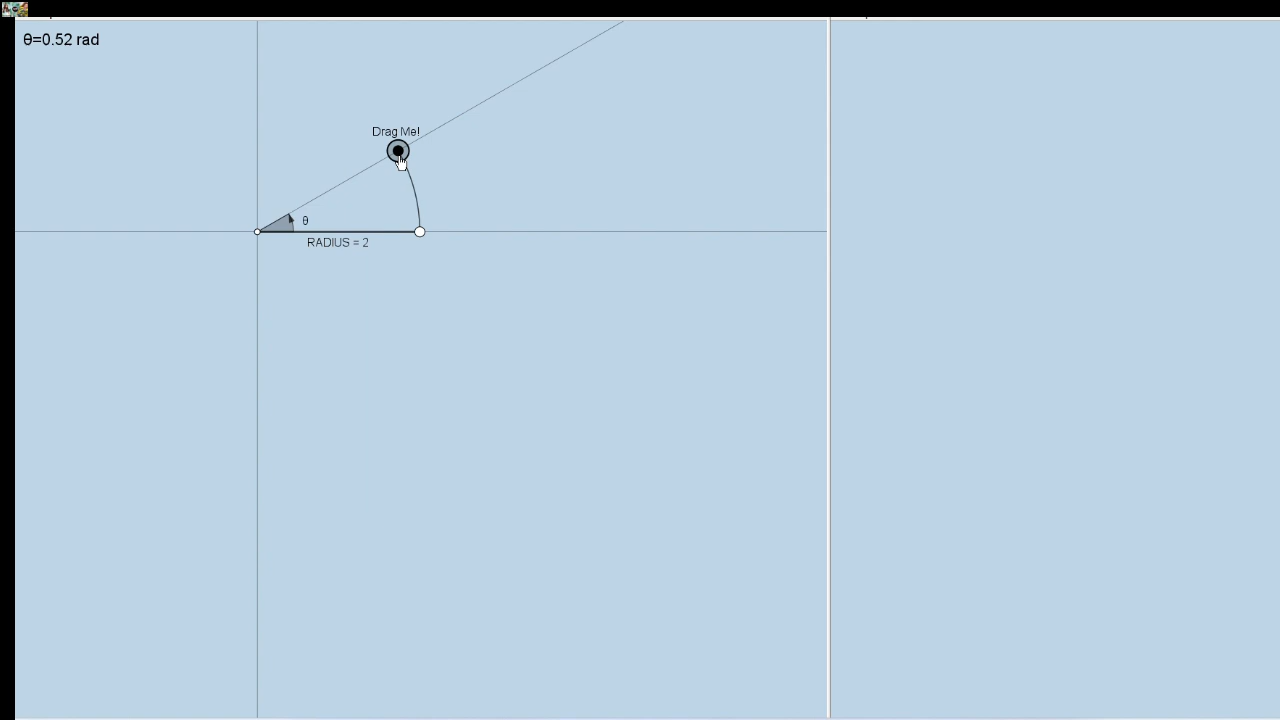 θ=0.52 rad
Drag Me!
θ
RADIUS = 2